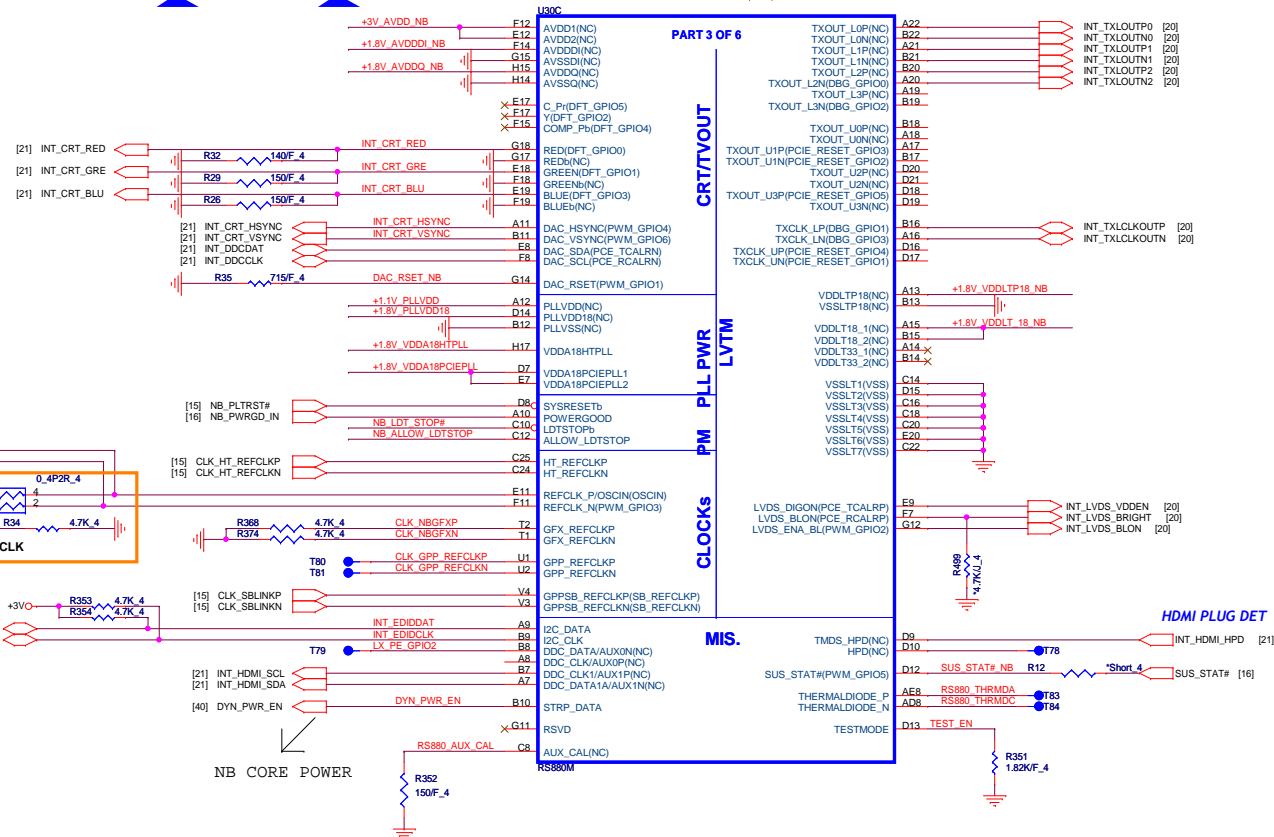 U30C
PART 3 OF 6
CRT/TVOUT
PLL PWR
LVTM
PM
CLOCKs
MIS.
RS880M
+3V_AVDD_NB
F12 AVDD1(NC)
E12 AVDD2(NC)
+1.8V_AVDDDI_NB F14 AVDDDI(NC)
G15 AVSSDI(NC)
+1.8V_AVDDQ_NB H15 AVDDQ(NC)
H14 AVSSQ(NC)
E17 C_Pr(DFT_GPIO5)
F17 Y(DFT_GPIO2)
F15 COMP_Pb(DFT_GPIO4)
[21] INT_CRT_RED INT_CRT_RED G18 RED(DFT_GPIO0)
R32 140/F_4 G17 REDb(NC)
[21] INT_CRT_GRE INT_CRT_GRE E18 GREEN(DFT_GPIO1)
R29 150/F_4 F18 GREENb(NC)
[21] INT_CRT_BLU INT_CRT_BLU E19 BLUE(DFT_GPIO3)
R26 150/F_4 F19 BLUEb(NC)
[21] INT_CRT_HSYNC INT_CRT_HSYNC A11 DAC_HSYNC(PWM_GPIO4)
[21] INT_CRT_VSYNC INT_CRT_VSYNC B11 DAC_VSYNC(PWM_GPIO6)
[21] INT_DDCDAT E8 DAC_SDA(PCE_TCALRN)
[21] INT_DDCCLK F8 DAC_SCL(PCE_RCALRN)
R35 715/F_4 DAC_RSET_NB G14 DAC_RSET(PWM_GPIO1)
+1.1V_PLLVDD A12 PLLVDD(NC)
+1.8V_PLLVDD18 D14 PLLVDD18(NC)
B12 PLLVSS(NC)
+1.8V_VDDA18HTPLL H17 VDDA18HTPLL
+1.8V_VDDA18PCIEPLL D7 VDDA18PCIEPLL1
E7 VDDA18PCIEPLL2
[15] NB_PLTRST# D8 SYSRESETb
[16] NB_PWRGD_IN A10 POWERGOOD
NB_LDT_STOP# C10 LDTSTOPb
NB_ALLOW_LDTSTOP C12 ALLOW_LDTSTOP
[15] CLK_HT_REFCLKP C25 HT_REFCLKP
[15] CLK_HT_REFCLKN C24 HT_REFCLKN
0_4P2R_4
4 E11 REFCLK_P/OSCIN(OSCIN)
2 F11 REFCLK_N(PWM_GPIO3)
R34 4.7K_4
CLK
R368 4.7K_4 CLK_NBGFXP T2 GFX_REFCLKP
R374 4.7K_4 CLK_NBGFXN T1 GFX_REFCLKN
T80 CLK_GPP_REFCLKP U1 GPP_REFCLKP
T81 CLK_GPP_REFCLKN U2 GPP_REFCLKN
[15] CLK_SBLINKP V4 GPPSB_REFCLKP(SB_REFCLKP)
[15] CLK_SBLINKN V3 GPPSB_REFCLKN(SB_REFCLKN)
+3V R353 4.7K_4
R354 4.7K_4
INT_EDIDDAT A9 I2C_DATA
INT_EDIDCLK B9 I2C_CLK
T79 LX_PE_GPIO2 B8 DDC_DATA/AUX0N(NC)
A8 DDC_CLK/AUX0P(NC)
[21] INT_HDMI_SCL B7 DDC_CLK1/AUX1P(NC)
[21] INT_HDMI_SDA A7 DDC_DATA1A/AUX1N(NC)
[40] DYN_PWR_EN DYN_PWR_EN B10 STRP_DATA
G11 RSVD
NB CORE POWER
RS880_AUX_CAL C8 AUX_CAL(NC)
R352
150/F_4
TXOUT_L0P(NC) A22 INT_TXLOUTP0 [20]
TXOUT_L0N(NC) B22 INT_TXLOUTN0 [20]
TXOUT_L1P(NC) A21 INT_TXLOUTP1 [20]
TXOUT_L1N(NC) B21 INT_TXLOUTN1 [20]
TXOUT_L2P(NC) B20 INT_TXLOUTP2 [20]
TXOUT_L2N(DBG_GPIO0) A20 INT_TXLOUTN2 [20]
TXOUT_L3P(NC) A19
TXOUT_L3N(DBG_GPIO2) B19
TXOUT_U0P(NC) B18
TXOUT_U0N(NC) A18
TXOUT_U1P(PCIE_RESET_GPIO3) A17
TXOUT_U1N(PCIE_RESET_GPIO2) B17
TXOUT_U2P(NC) D20
TXOUT_U2N(NC) D21
TXOUT_U3P(PCIE_RESET_GPIO5) D18
TXOUT_U3N(NC) D19
TXCLK_LP(DBG_GPIO1) B16 INT_TXLCLKOUTP [20]
TXCLK_LN(DBG_GPIO3) A16 INT_TXLCLKOUTN [20]
TXCLK_UP(PCIE_RESET_GPIO4) D16
TXCLK_UN(PCIE_RESET_GPIO1) D17
VDDLTP18(NC) A13 +1.8V_VDDLTP18_NB
VSSLTP18(NC) B13
VDDLT18_1(NC) A15 +1.8V_VDDLT_18_NB
VDDLT18_2(NC) B15
VDDLT33_1(NC) A14
VDDLT33_2(NC) B14
VSSLT1(VSS) C14
VSSLT2(VSS) D15
VSSLT3(VSS) C16
VSSLT4(VSS) C18
VSSLT5(VSS) C20
VSSLT6(VSS) E20
VSSLT7(VSS) C22
LVDS_DIGON(PCE_TCALRP) E9 INT_LVDS_VDDEN [20]
LVDS_BLON(PCE_RCALRP) F7 INT_LVDS_BRIGHT [20]
LVDS_ENA_BL(PWM_GPIO2) G12 INT_LVDS_BLON [20]
R499
*4.7K/J_4
HDMI PLUG DET
TMDS_HPD(NC) D9 INT_HDMI_HPD [21]
HPD(NC) D10 T78
SUS_STAT#(PWM_GPIO5) D12 SUS_STAT#_NB R12 *Short_4 SUS_STAT# [16]
THERMALDIODE_P AE8 RS880_THRMDA T83
THERMALDIODE_N AD8 RS880_THRMDC T84
TESTMODE D13 TEST_EN
R351
1.82K/F_4